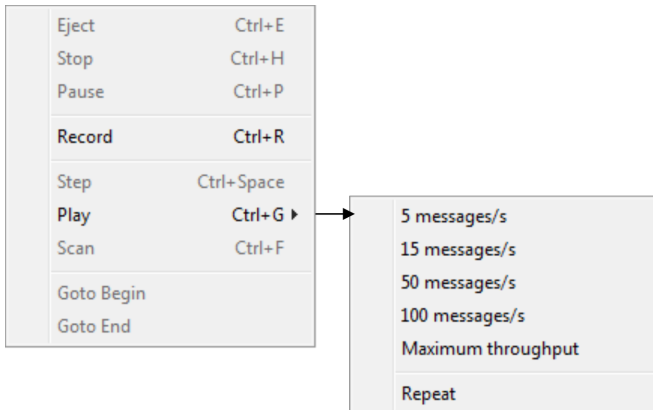 Eject Ctrl+E
Stop Ctrl+H
Pause Ctrl+P
Record Ctrl+R
Step Ctrl+Space
Play Ctrl+G
Scan Ctrl+F
Goto Begin
Goto End
5 messages/s
15 messages/s
50 messages/s
100 messages/s
Maximum throughput
Repeat